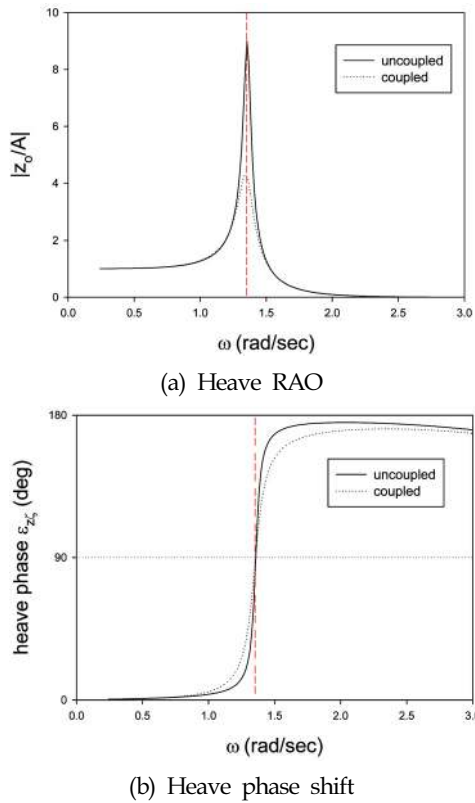 10
8
6
4
2
0
|z₀/A|
uncoupled
coupled
0.0 0.5 1.0 1.5 2.0 2.5 3.0
ω (rad/sec)
(a) Heave RAO
180
90
0
heave phase ε_zζ (deg)
uncoupled
coupled
0.0 0.5 1.0 1.5 2.0 2.5 3.0
ω (rad/sec)
(b) Heave phase shift